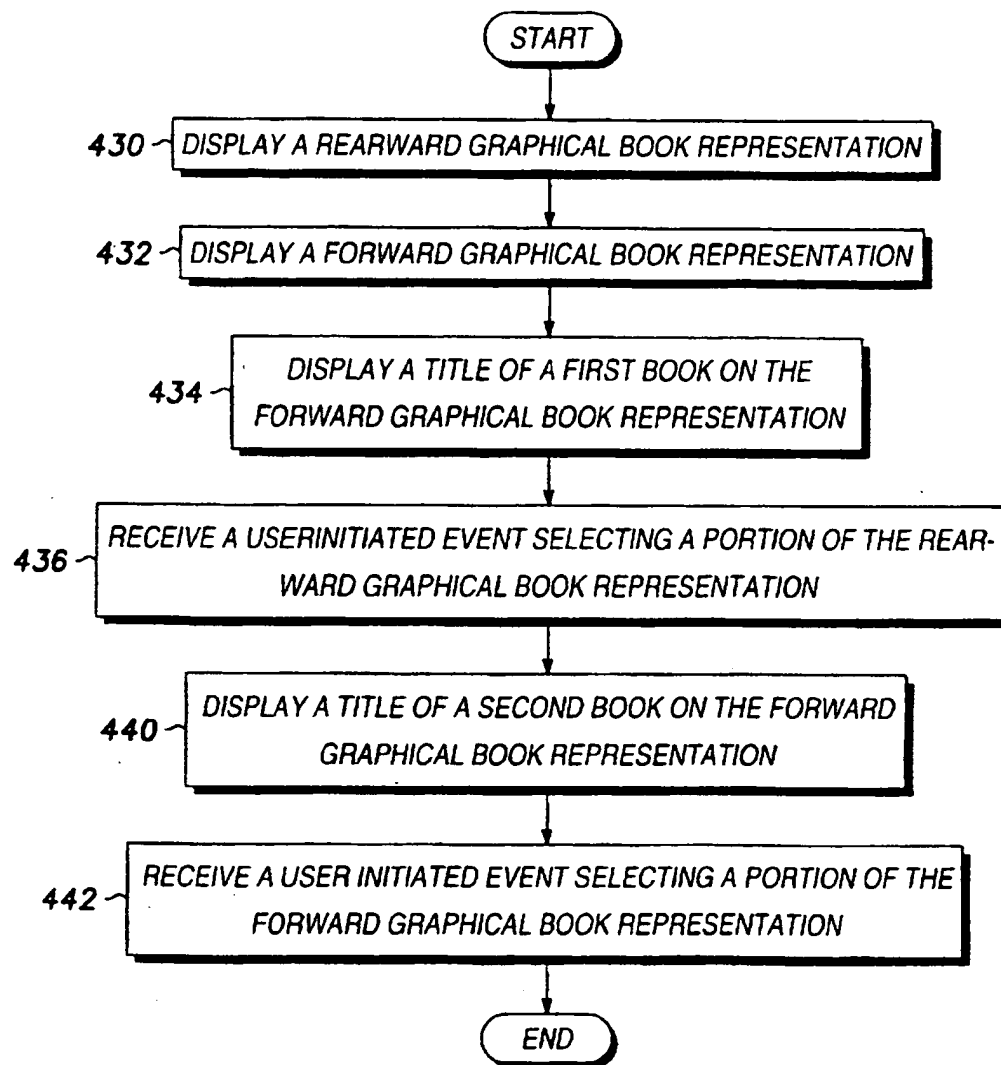 START
430 DISPLAY A REARWARD GRAPHICAL BOOK REPRESENTATION
432 DISPLAY A FORWARD GRAPHICAL BOOK REPRESENTATION
DISPLAY A TITLE OF A FIRST BOOK ON THE
434 FORWARD GRAPHICAL BOOK REPRESENTATION
RECEIVE A USERINITIATED EVENT SELECTING A PORTION OF THE REAR-
436 WARD GRAPHICAL BOOK REPRESENTATION
DISPLAY A TITLE OF A SECOND BOOK ON THE FORWARD
440 GRAPHICAL BOOK REPRESENTATION
RECEIVE A USER INITIATED EVENT SELECTING A PORTION OF THE
442 FORWARD GRAPHICAL BOOK REPRESENTATION
END